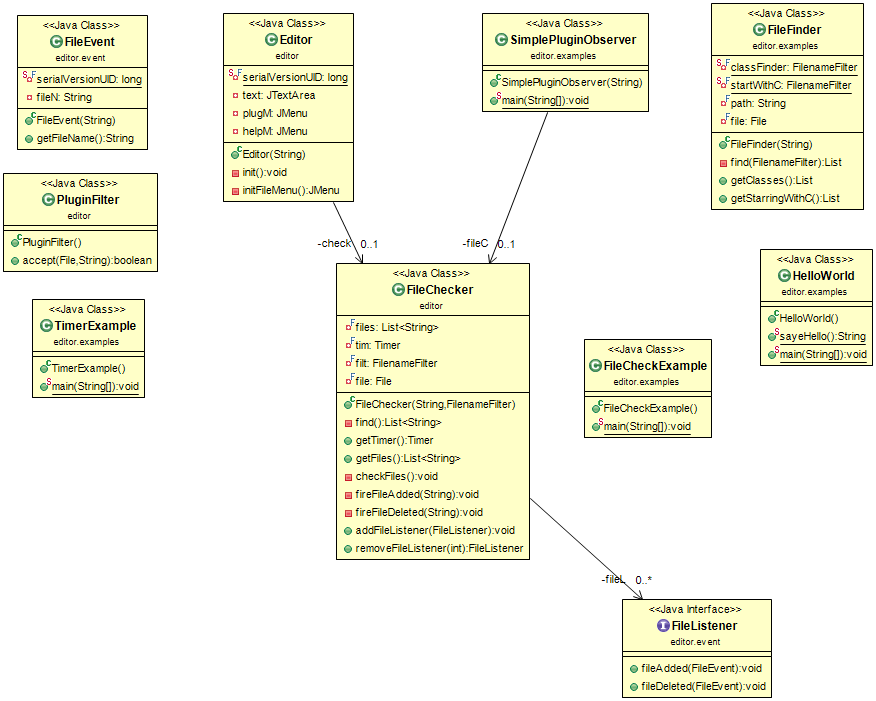 <<Java Class>>
FileEvent
editor.event
serialVersionUID: long
fileN: String
FileEvent(String)
getFileName():String
<<Java Class>>
Editor
editor
serialVersionUID: long
text: JTextArea
plugM: JMenu
helpM: JMenu
Editor(String)
init():void
initFileMenu():JMenu
<<Java Class>>
SimplePluginObserver
editor.examples
SimplePluginObserver(String)
main(String[]):void
<<Java Class>>
FileFinder
editor.examples
classFinder: FilenameFilter
startWithC: FilenameFilter
path: String
file: File
FileFinder(String)
find(FilenameFilter):List
getClasses():List
getStarringWithC():List
<<Java Class>>
PluginFilter
editor
PluginFilter()
accept(File,String):boolean
-check 0..1
-fileC 0..1
<<Java Class>>
FileChecker
editor
files: List<String>
tim: Timer
filt: FilenameFilter
file: File
FileChecker(String,FilenameFilter)
find():List<String>
getTimer():Timer
getFiles():List<String>
checkFiles():void
fireFileAdded(String):void
fireFileDeleted(String):void
addFileListener(FileListener):void
removeFileListener(int):FileListener
<<Java Class>>
HelloWorld
editor.examples
HelloWorld()
sayeHello():String
main(String[]):void
<<Java Class>>
TimerExample
editor.examples
TimerExample()
main(String[]):void
<<Java Class>>
FileCheckExample
editor.examples
FileCheckExample()
main(String[]):void
-fileL 0..*
<<Java Interface>>
FileListener
editor.event
fileAdded(FileEvent):void
fileDeleted(FileEvent):void